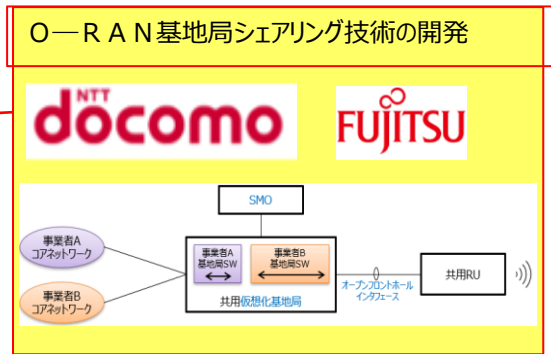 O―RAN基地局シェアリング技術の開発
NTT
döcomo
FUJITSU
SMO
事業者A
コアネットワーク
事業者B
コアネットワーク
事業者A
基地局SW
事業者B
基地局SW
共用仮想化基地局
オープンフロントホール
インタフェース
共用RU